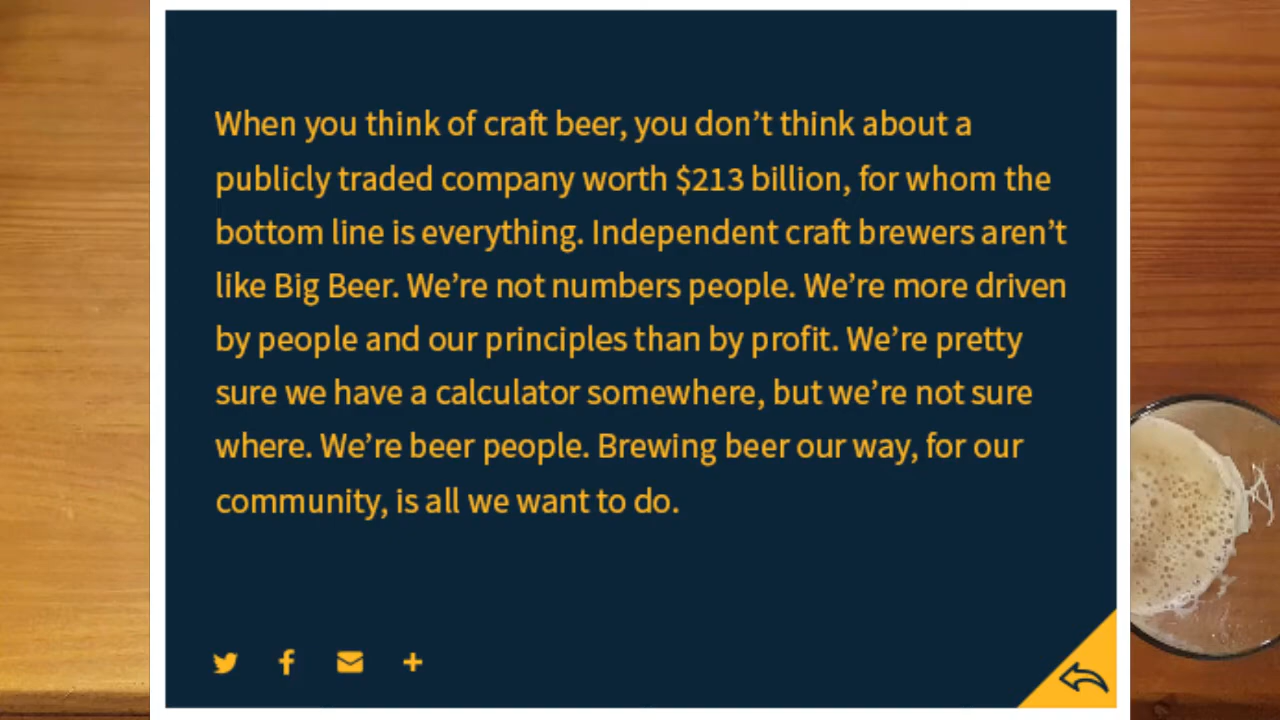 When you think of craft beer, you don’t think about a
publicly traded company worth $213 billion, for whom the
bottom line is everything. Independent craft brewers aren’t
like Big Beer. We’re not numbers people. We’re more driven
by people and our principles than by profit. We’re pretty
sure we have a calculator somewhere, but we’re not sure
where. We’re beer people. Brewing beer our way, for our
community, is all we want to do.